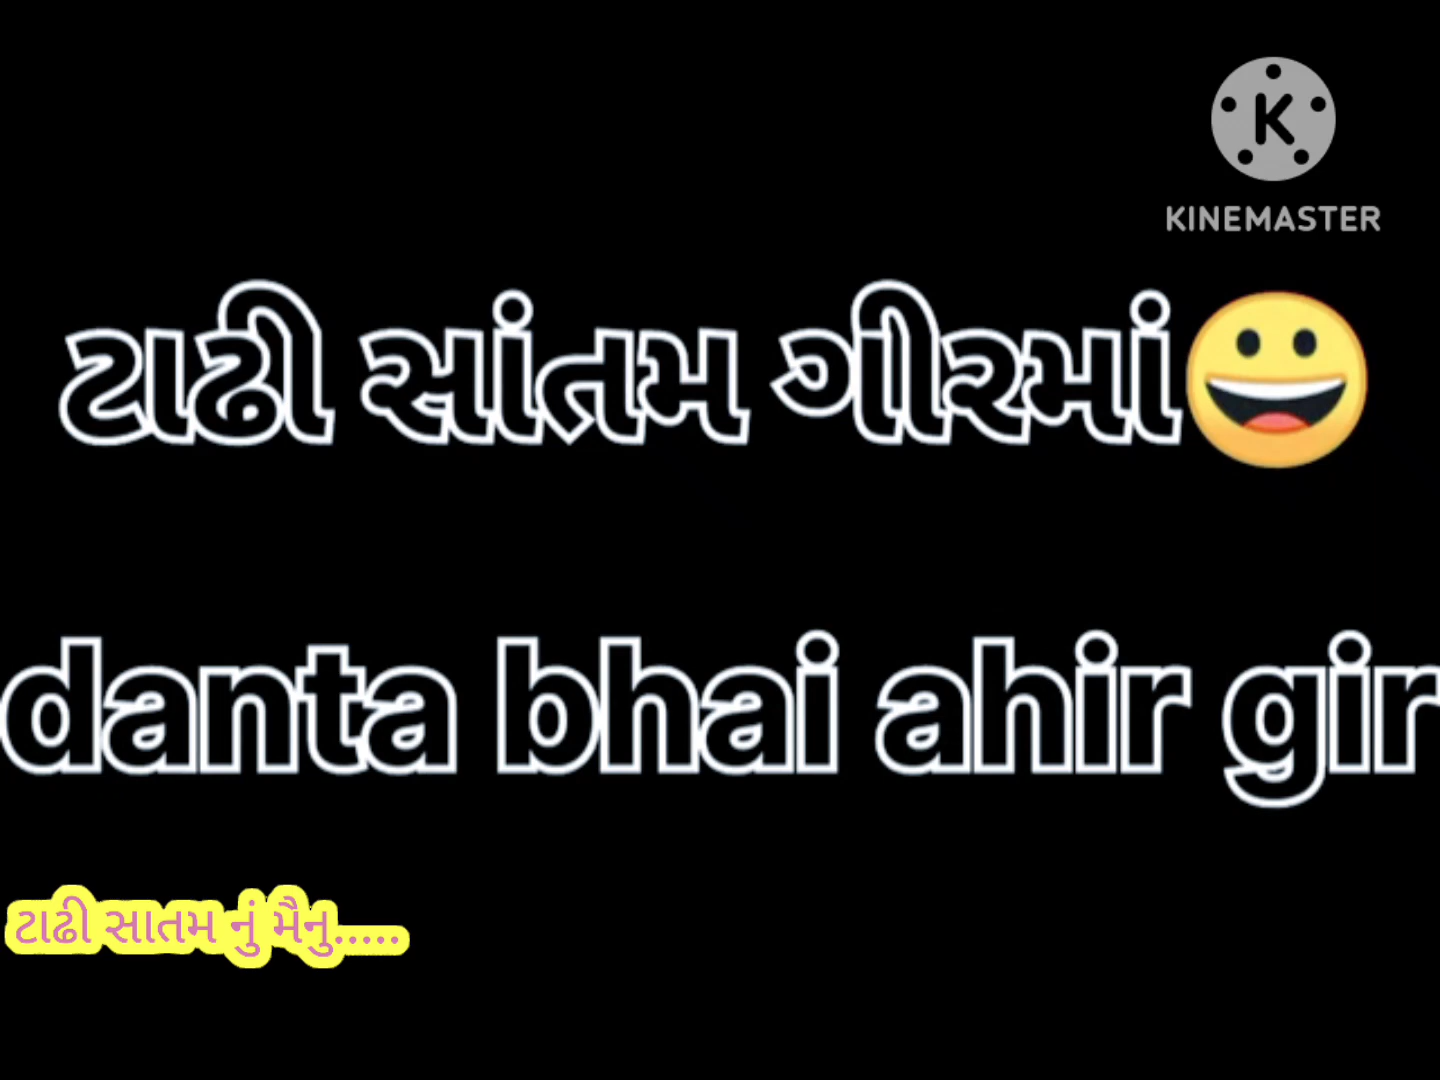 KINEMASTER
ટાઢી સાંતમ ગીરમાં😀
danta bhai ahir gir
ટાઢી સાતમ નું મૈનુ.....